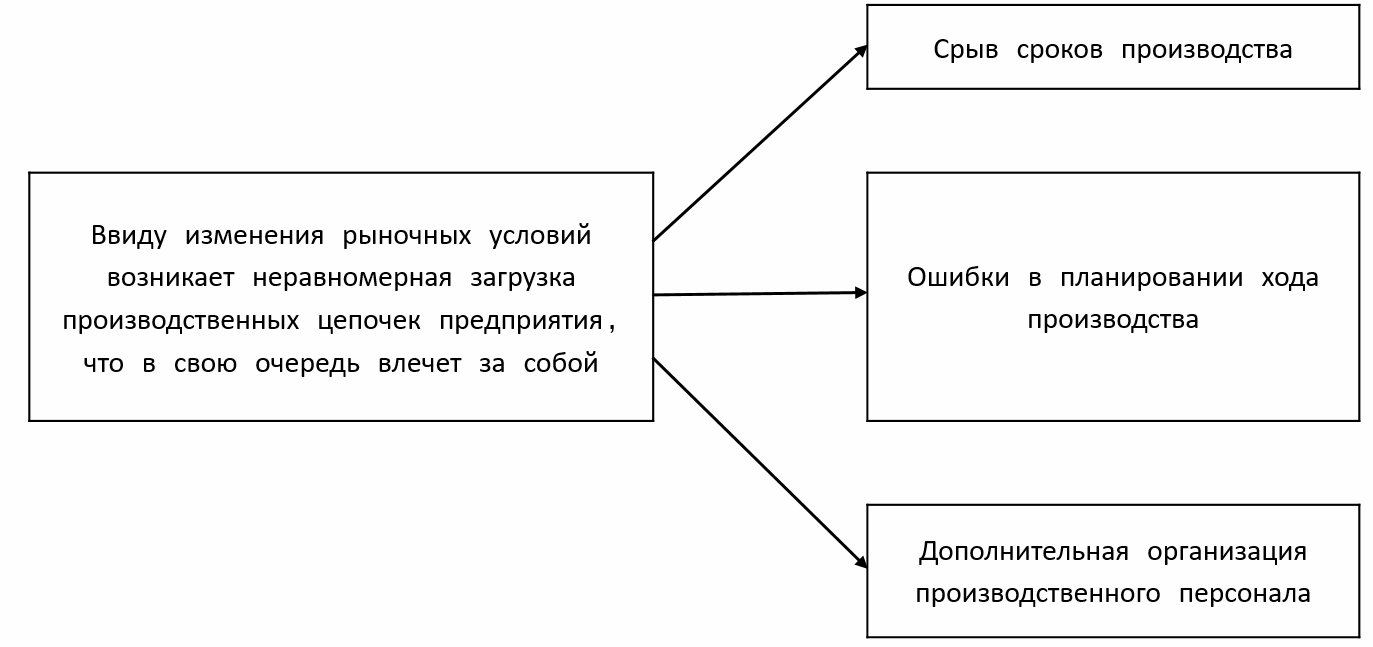 Срыв сроков производства
Ввиду изменения рыночных условий
возникает неравномерная загрузка
производственных цепочек предприятия,
что в свою очередь влечет за собой
Ошибки в планировании хода
производства
Дополнительная организация
производственного персонала